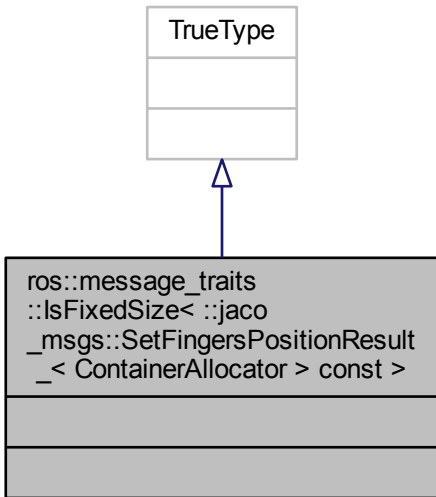 TrueType
ros::message_traits
::IsFixedSize< ::jaco
_msgs::SetFingersPositionResult
_< ContainerAllocator > const >